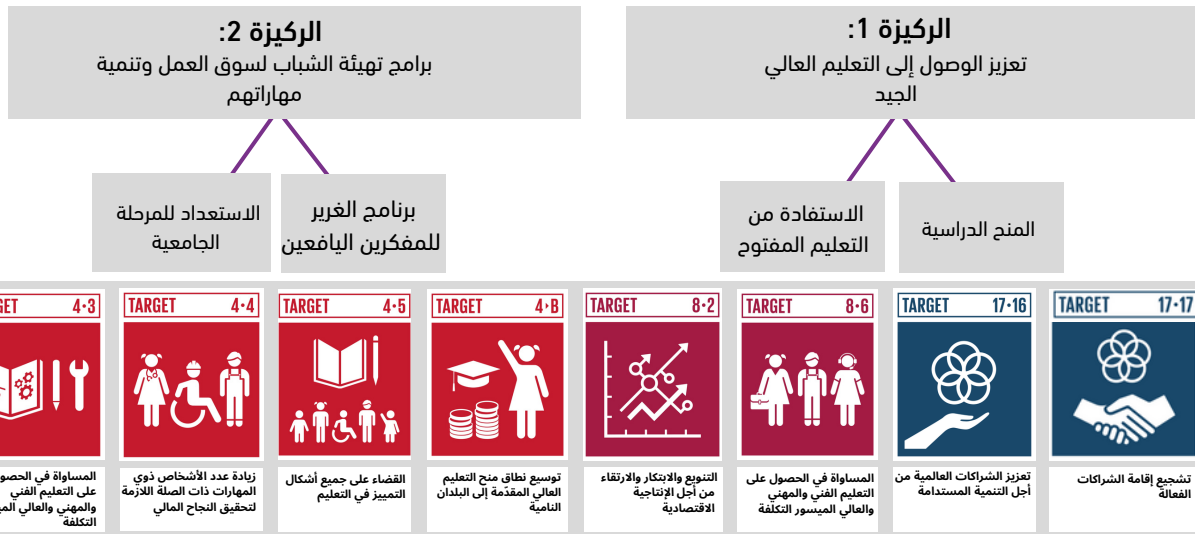 الركيزة 1:
تعزيز الوصول إلى التعليم العالي
الجيد
الركيزة 2:
برامج تهيئة الشباب لسوق العمل وتنمية
مهاراتهم
المنح الدراسية
الاستفادة من
التعليم المفتوح
برنامج الغرير
للمفكرين اليافعين
الاستعداد للمرحلة
الجامعية
GET 4·3
TARGET 4·4
TARGET 4·5
TARGET 4·B
TARGET 8·2
TARGET 8·6
TARGET 17·16
TARGET 17·17
تشجيع إقامة الشراكات
الفعالة
تعزيز الشراكات العالمية من
أجل التنمية المستدامة
المساواة في الحصول على
التعليم الفني والمهني
والعالي الميسور التكلفة
التنويع والابتكار والارتقاء
من أجل الإنتاجية
الاقتصادية
توسيع نطاق منح التعليم
العالي المقدّمة إلى البلدان
النامية
القضاء على جميع أشكال
التمييز في التعليم
زيادة عدد الأشخاص ذوي
المهارات ذات الصلة اللازمة
لتحقيق النجاح المالي
المساواة في الحصو
على التعليم الفني
والمهني والعالي الم
التكلفة